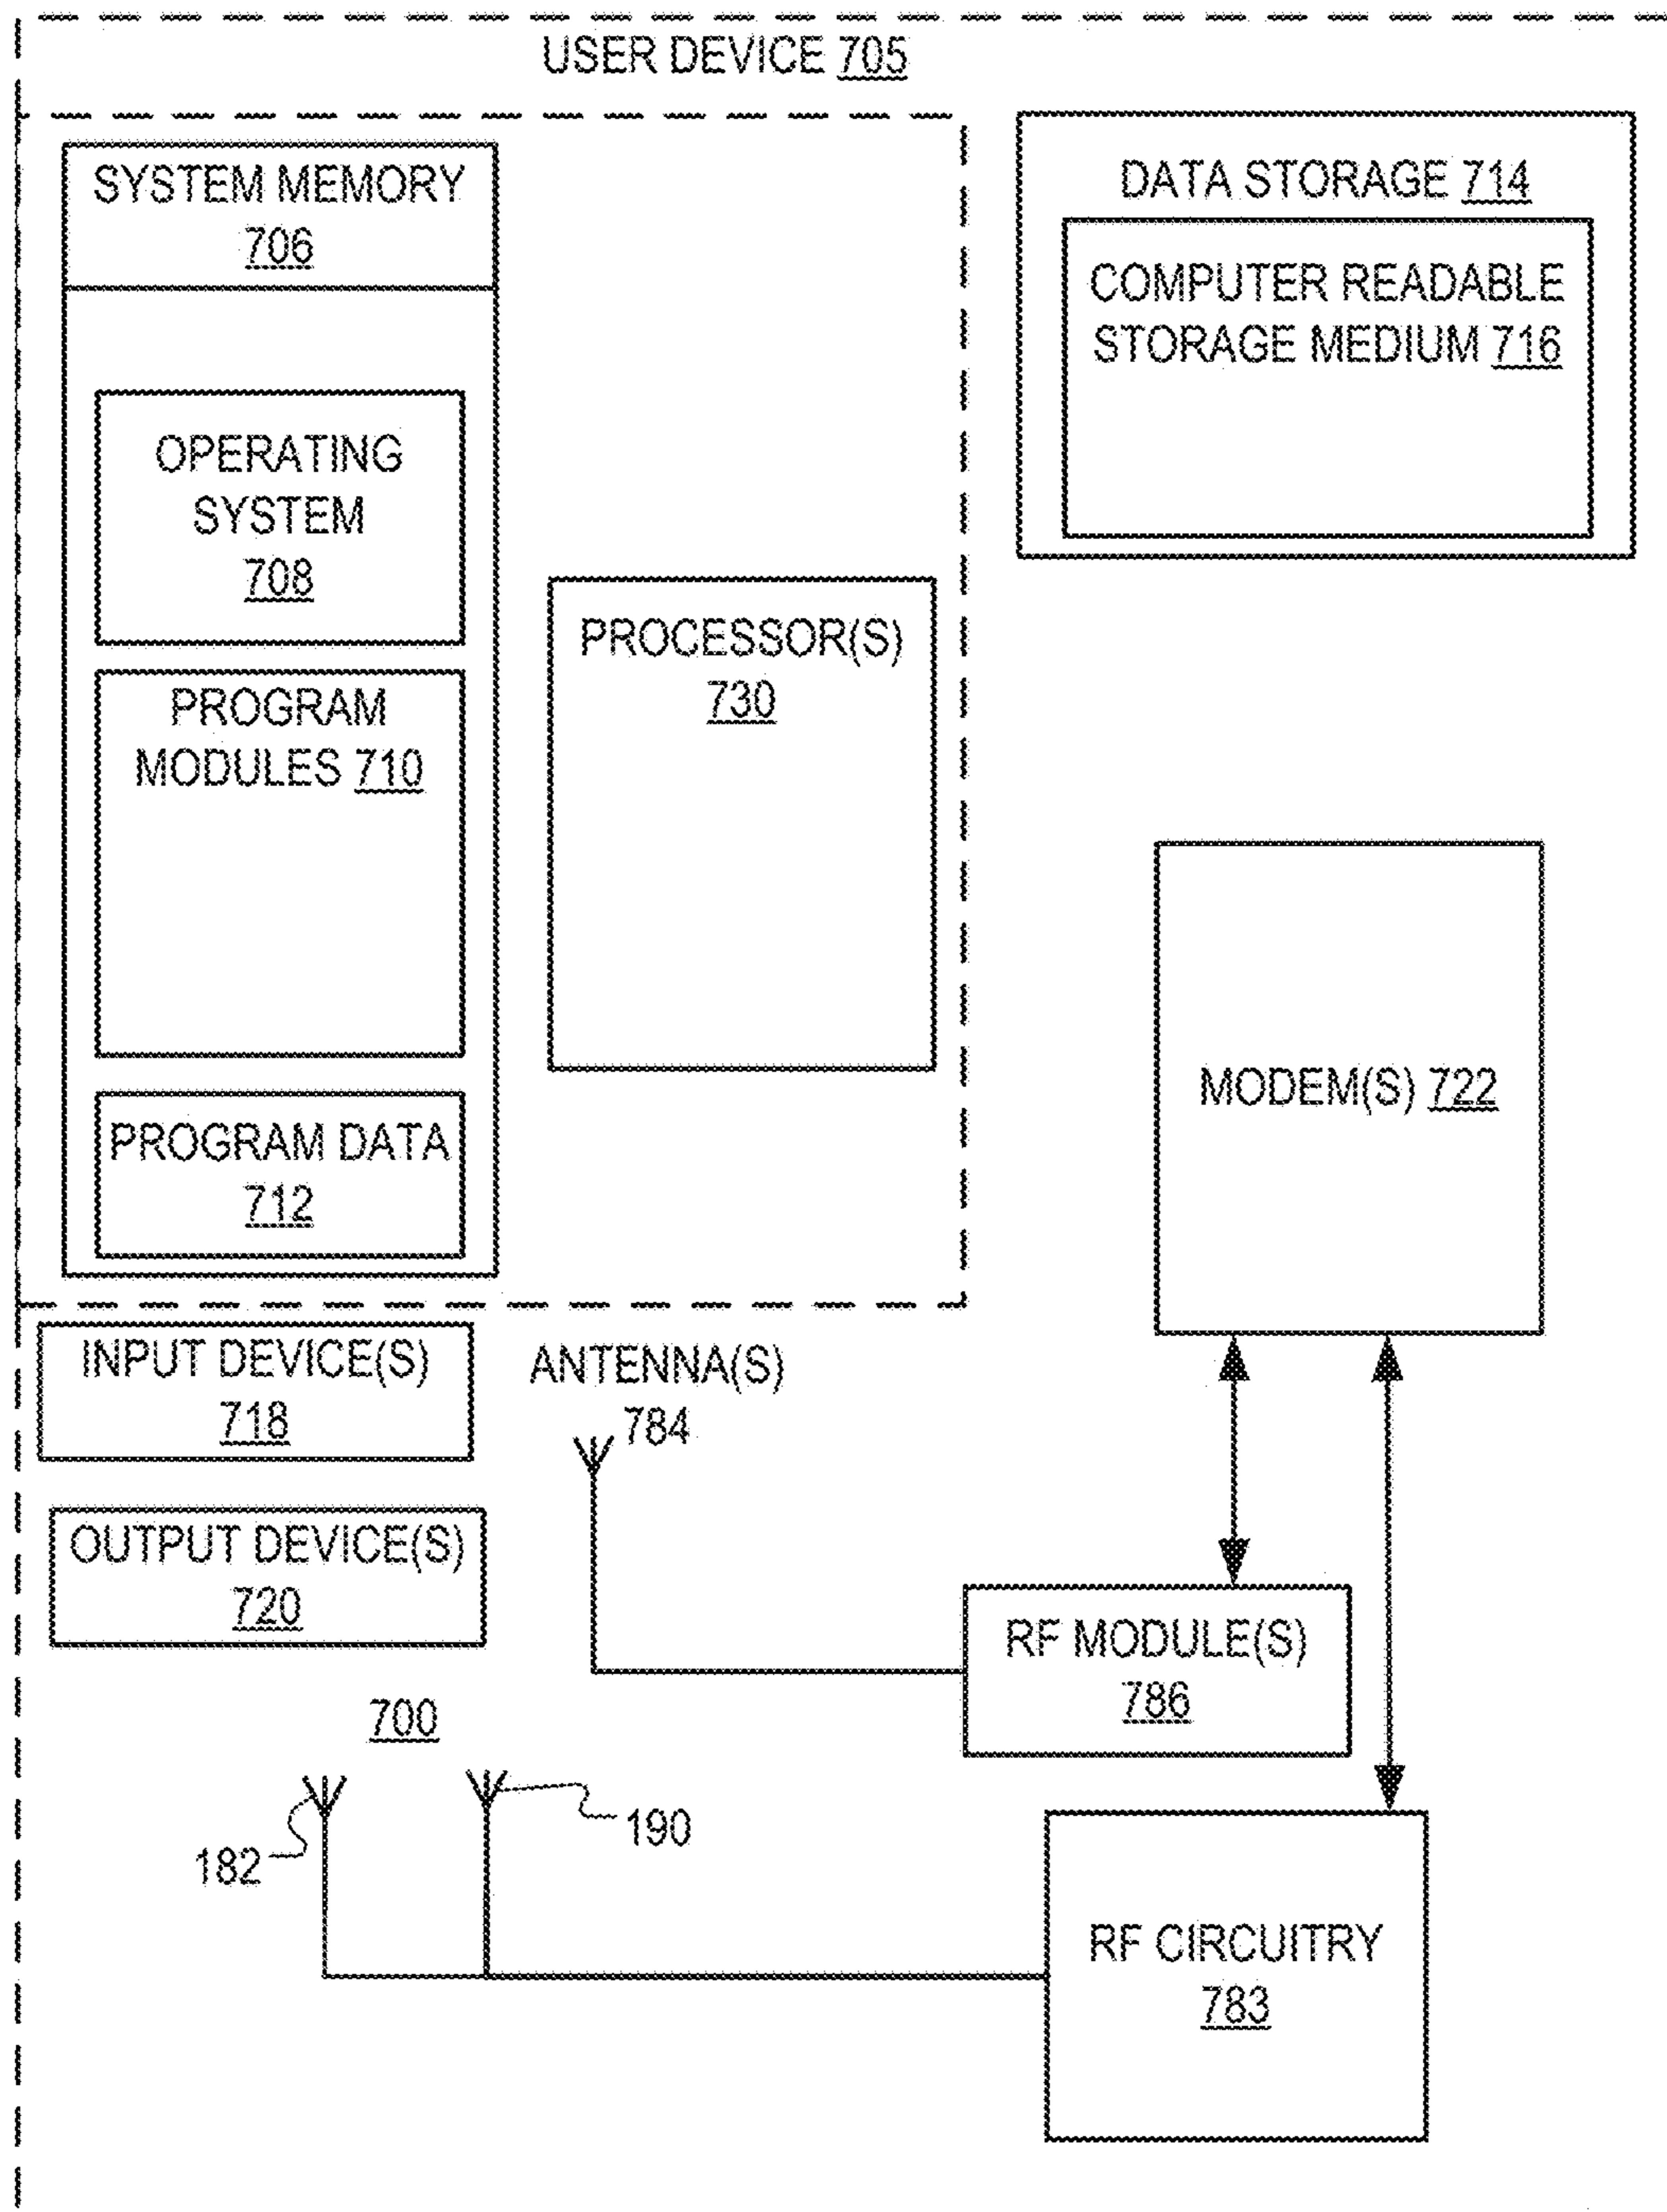 USER DEVICE 705
SYSTEM MEMORY
706
OPERATING
SYSTEM
708
PROGRAM
MODULES 710
PROGRAM DATA
712
PROCESSOR(S)
730
DATA STORAGE 714
COMPUTER READABLE
STORAGE MEDIUM 716
MODEM(S) 722
INPUT DEVICE(S)
718
ANTENNA(S)
784
OUTPUT DEVICE(S)
720
RF MODULE(S)
786
700
182
190
RF CIRCUITRY
783